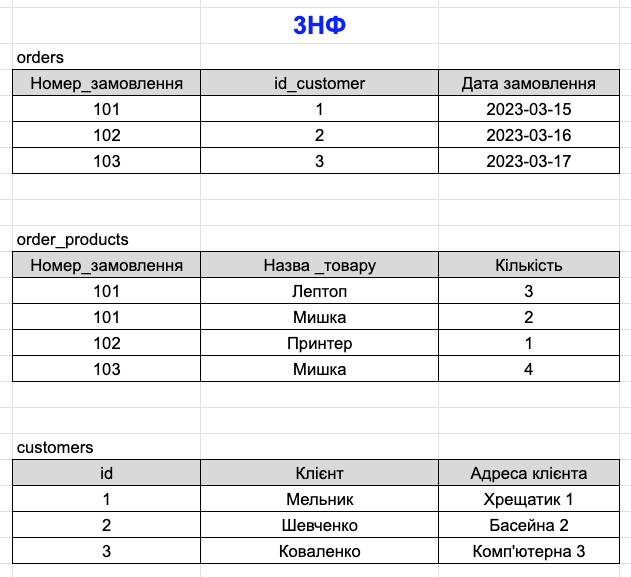 3НФ
orders
Номер_замовлення id_customer Дата замовлення
101 1 2023-03-15
102 2 2023-03-16
103 3 2023-03-17
order_products
Номер_замовлення Назва _товару Кількість
101 Лептоп 3
101 Мишка 2
102 Принтер 1
103 Мишка 4
customers
id Клієнт Адреса клієнта
1 Мельник Хрещатик 1
2 Шевченко Басейна 2
3 Коваленко Комп'ютерна 3